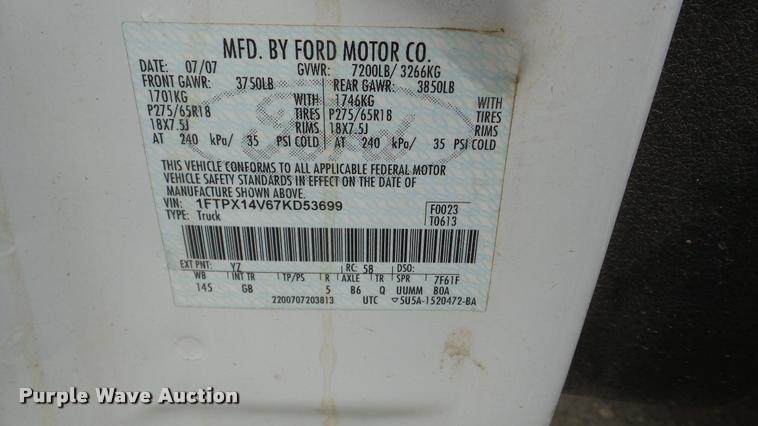 MFD. BY FORD MOTOR CO.
DATE: 07/07 GVWR: 7200LB/ 3266KG
FRONT GAWR: 3750LB REAR GAWR: 3850LB
1701KG WITH 1746KG WITH
P275/65R18 TIRES P275/65R18 TIRES
18X7.5J RIMS 18X7.5J RIMS
AT 240 kPa/ 35 PSI COLD AT 240 kPa/ 35 PSI COLD
THIS VEHICLE CONFORMS TO ALL APPLICABLE FEDERAL MOTOR
VEHICLE SAFETY STANDARDS IN EFFECT ON THE DATE OF
MANUFACTURE SHOWN ABOVE.
VIN: 1FTPX14V67KD53699 F0023
TYPE: Truck T0613
EXT PNT: YZ RC: 58 DSO:
WB INT TR TP/PS R AXLE TR SPR 7F61F
145 GB 5 B6 Q UUMM BOA
2200707203813 UTC ▽5U5A-1520472-BA
Ford
Purple Wave Auction